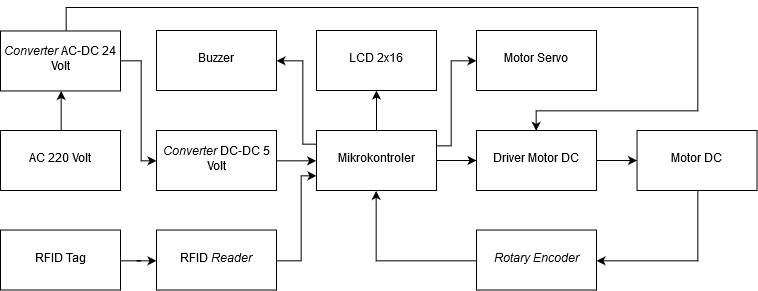 Converter AC-DC 24
Volt
Buzzer
LCD 2x16
Motor Servo
AC 220 Volt
Converter DC-DC 5
Volt
Mikrokontroler
Driver Motor DC
Motor DC
RFID Tag
RFID Reader
Rotary Encoder